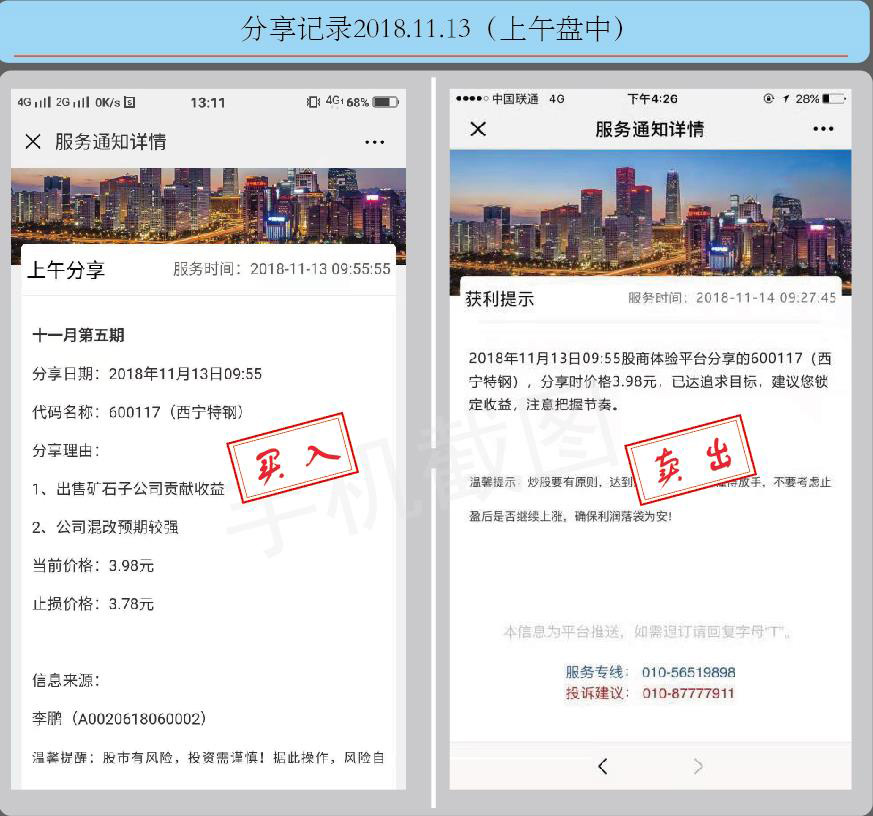 分享记录2018.11.13（上午盘中）
4G 2G 0K/s 13:11 4G 68%
服务通知详情
上午分享 服务时间：2018-11-13 09:55:55
十一月第五期
分享日期：2018年11月13日09:55
代码名称：600117（西宁特钢）
分享理由：
买入
1、出售矿石子公司贡献收益
2、公司混改预期较强
当前价格：3.98元
止损价格：3.78元
信息来源：
李鹏（A0020618060002）
温馨提醒：股市有风险，投资需谨慎！据此操作，风险自
中国联通 4G 下午4:26 28%
服务通知详情
获利提示 服务时间：2018-11-14 09:27:45
2018年11月13日09:55股商体验平台分享的600117（西
宁特钢），分享时价格3.98元，已达追求目标，建议您锁
定收益，注意把握节奏。
卖出
温馨提示：炒股要有原则，达到 放手，不要考虑止
盈后是否继续上涨，确保利润落袋为安！
本信息为平台推送，如需退订请回复字母“T”。
服务专线： 010-56519898
投诉建议： 010-87777911
手机截图